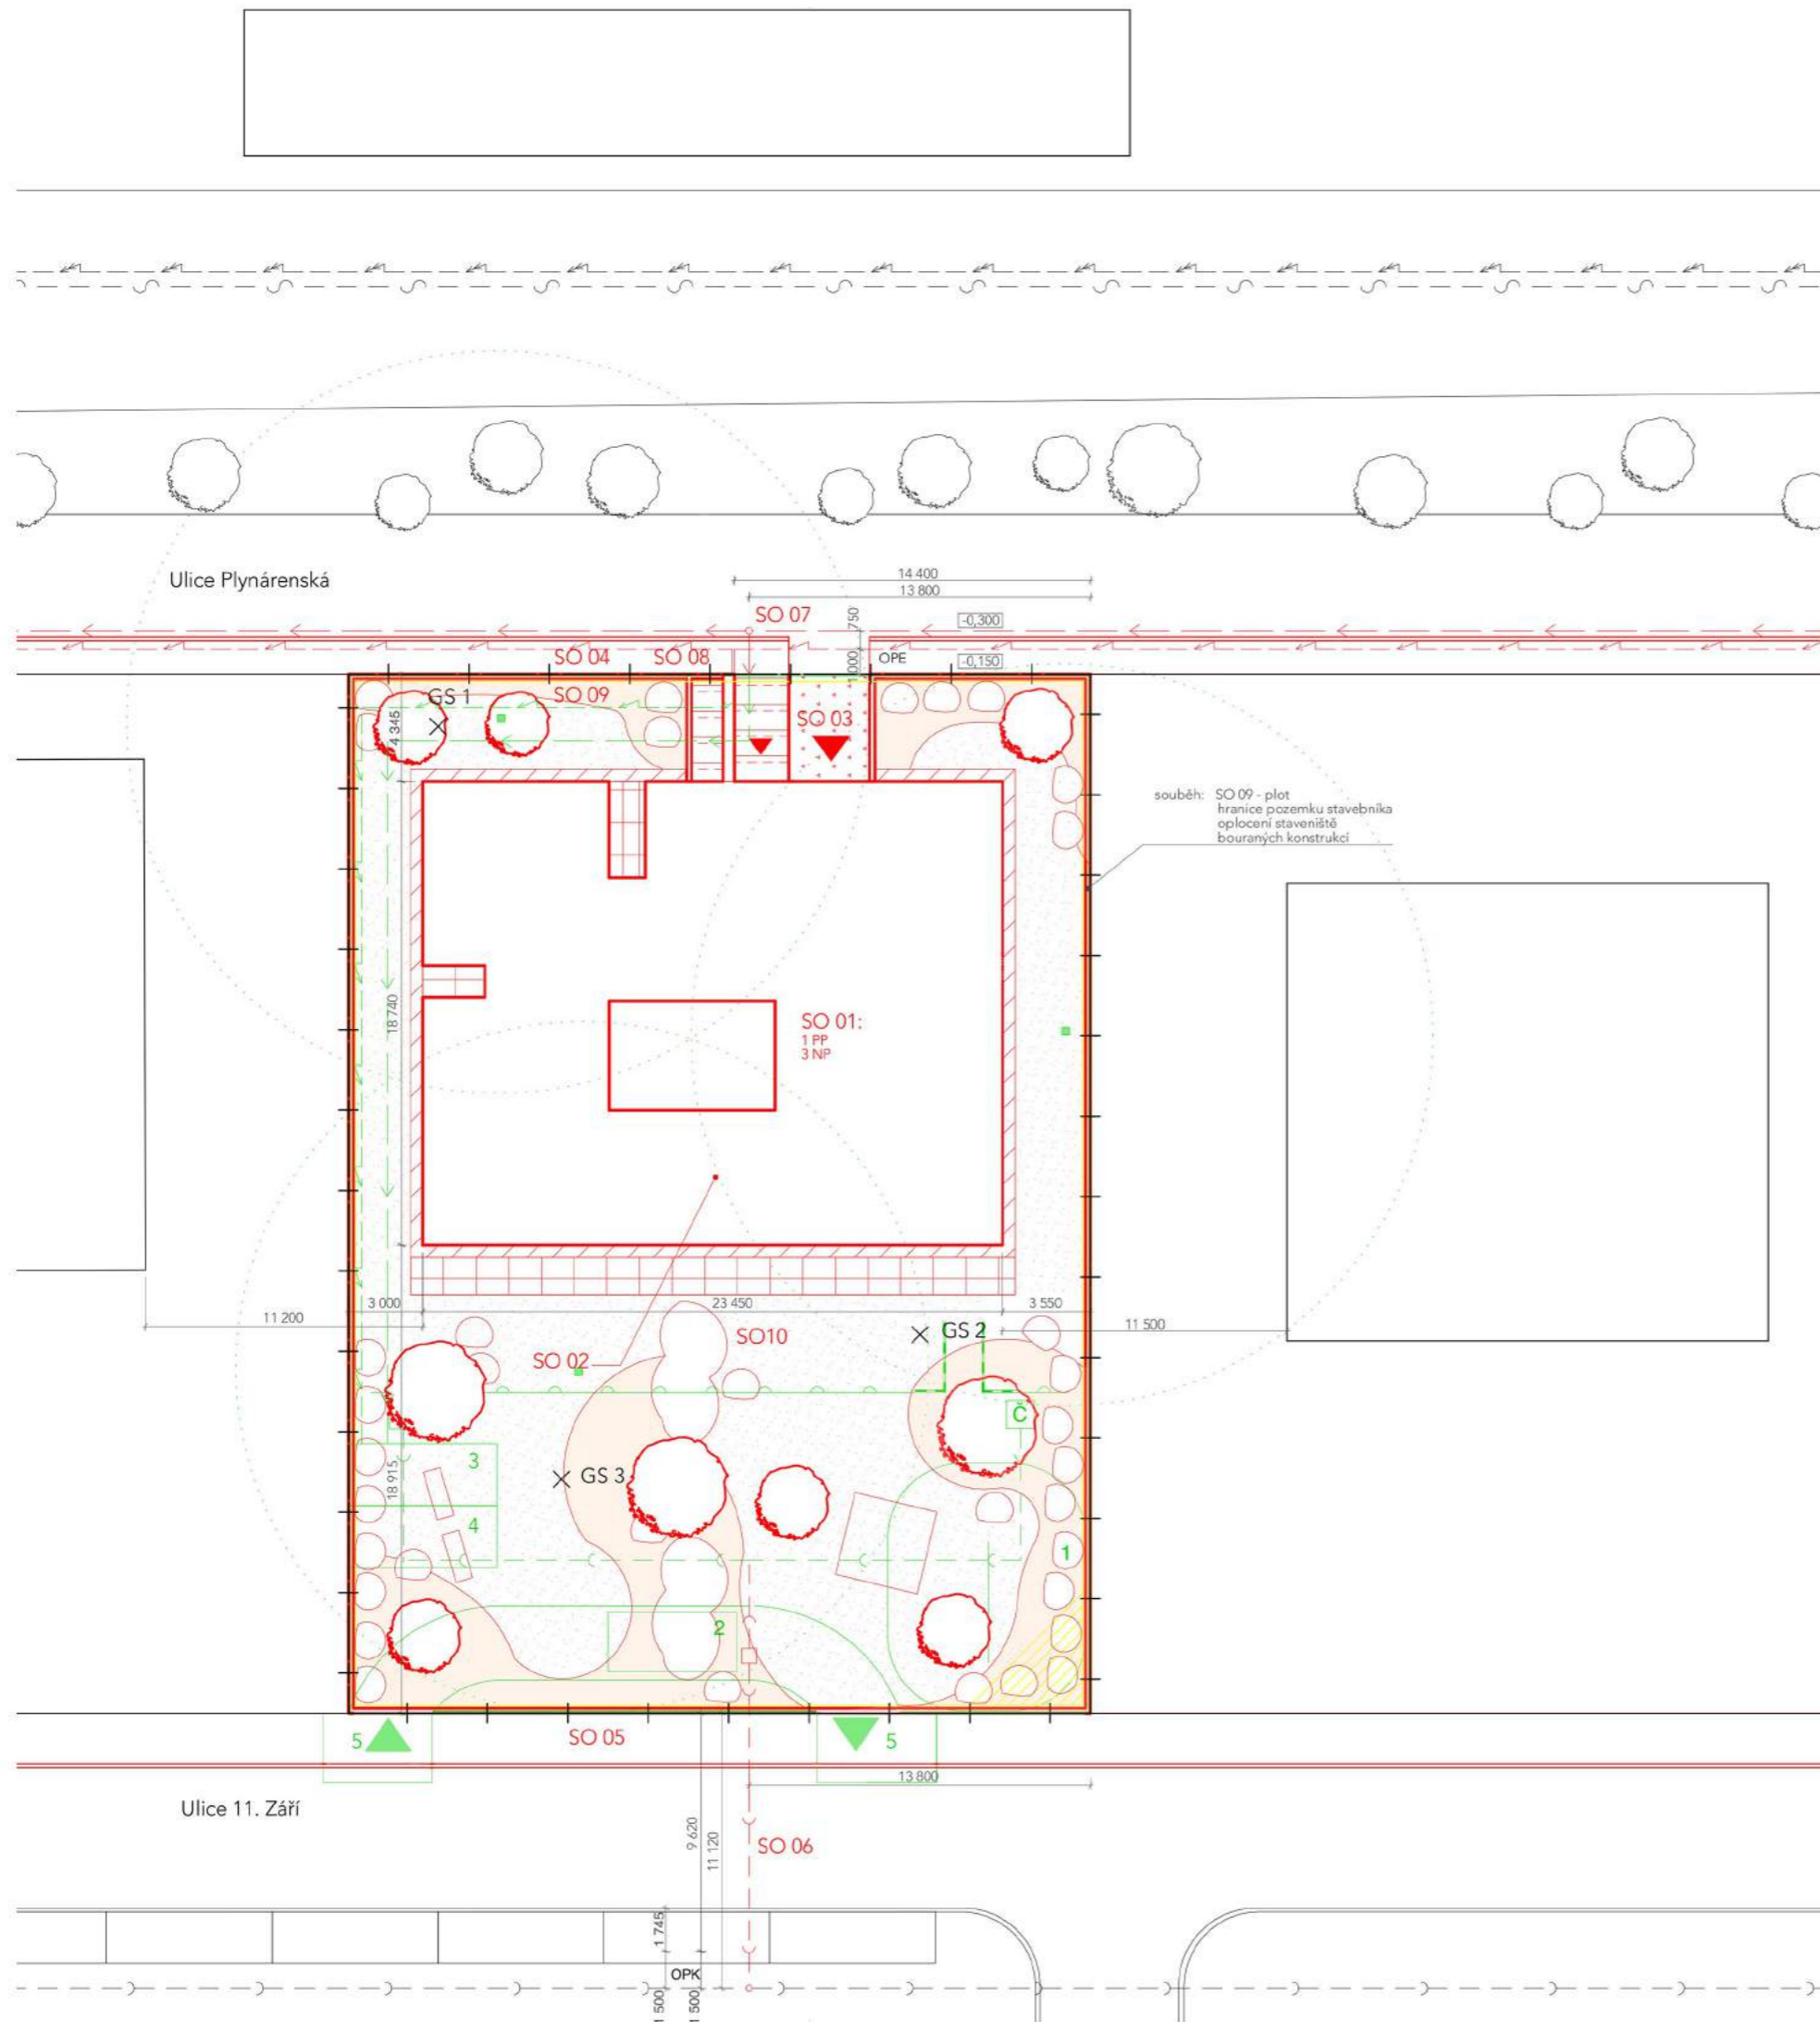 Ulice Plynárenská
14 400
13 800
SO 07
750
-0,300
SO 04
SO 08
1 000
OPE
-0,150
GS 1
SO 09
4 345
SO 03
souběh: SO 09 - plot
hranice pozemku stavebníka
oplocení staveniště
bouraných konstrukcí
18 740
SO 01:
1 PP
3 NP
3 000
23 450
3 550
11 200
11 500
SO10
GS 2
SO 02
Č
3
GS 3
18 915
4
1
2
5
SO 05
5
13 800
Ulice 11. Září
9 620
11 120
SO 06
1 745
OPK
500
500